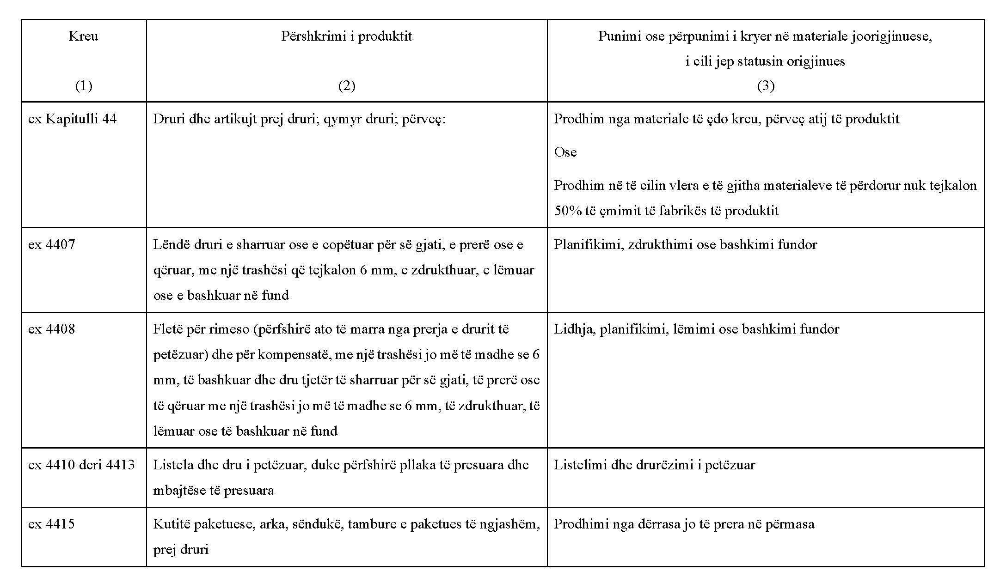 Kreu
(1)
Përshkrimi i produktit
(2)
Punimi ose përpunimi i kryer në materiale joorigjinuese,
i cili jep statusin origjinues
(3)
ex Kapitulli 44
Druri dhe artikujt prej druri; qymyr druri; përveç:
Prodhim nga materiale të çdo kreu, përveç atij të produktit
Ose
Prodhim në të cilin vlera e të gjitha materialeve të përdorur nuk tejkalon
50% të çmimit të fabrikës të produktit
ex 4407
Lëndë druri e sharruar ose e copëtuar për së gjati, e prerë ose e
qëruar, me një trashësi që tejkalon 6 mm, e zdrukthuar, e lëmuar
ose e bashkuar në fund
Planifikimi, zdrukthimi ose bashkimi fundor
ex 4408
Fletë për rimeso (përfshirë ato të marra nga prerja e drurit të
petëzuar) dhe për kompensatë, me një trashësi jo më të madhe se 6
mm, të bashkuar dhe dru tjetër të sharruar për së gjati, të prerë ose
të qëruar me një trashësi jo më të madhe se 6 mm, të zdrukthuar, të
lëmuar ose të bashkuar në fund
Lidhja, planifikimi, lëmimi ose bashkimi fundor
ex 4410 deri 4413
Listela dhe dru i petëzuar, duke përfshirë pllaka të presuara dhe
mbajtëse të presuara
Listelimi dhe drurëzimi i petëzuar
ex 4415
Kutitë paketuese, arka, sëndukë, tambure e paketues të ngjashëm,
prej druri
Prodhimi nga dërrasa jo të prera në përmasa